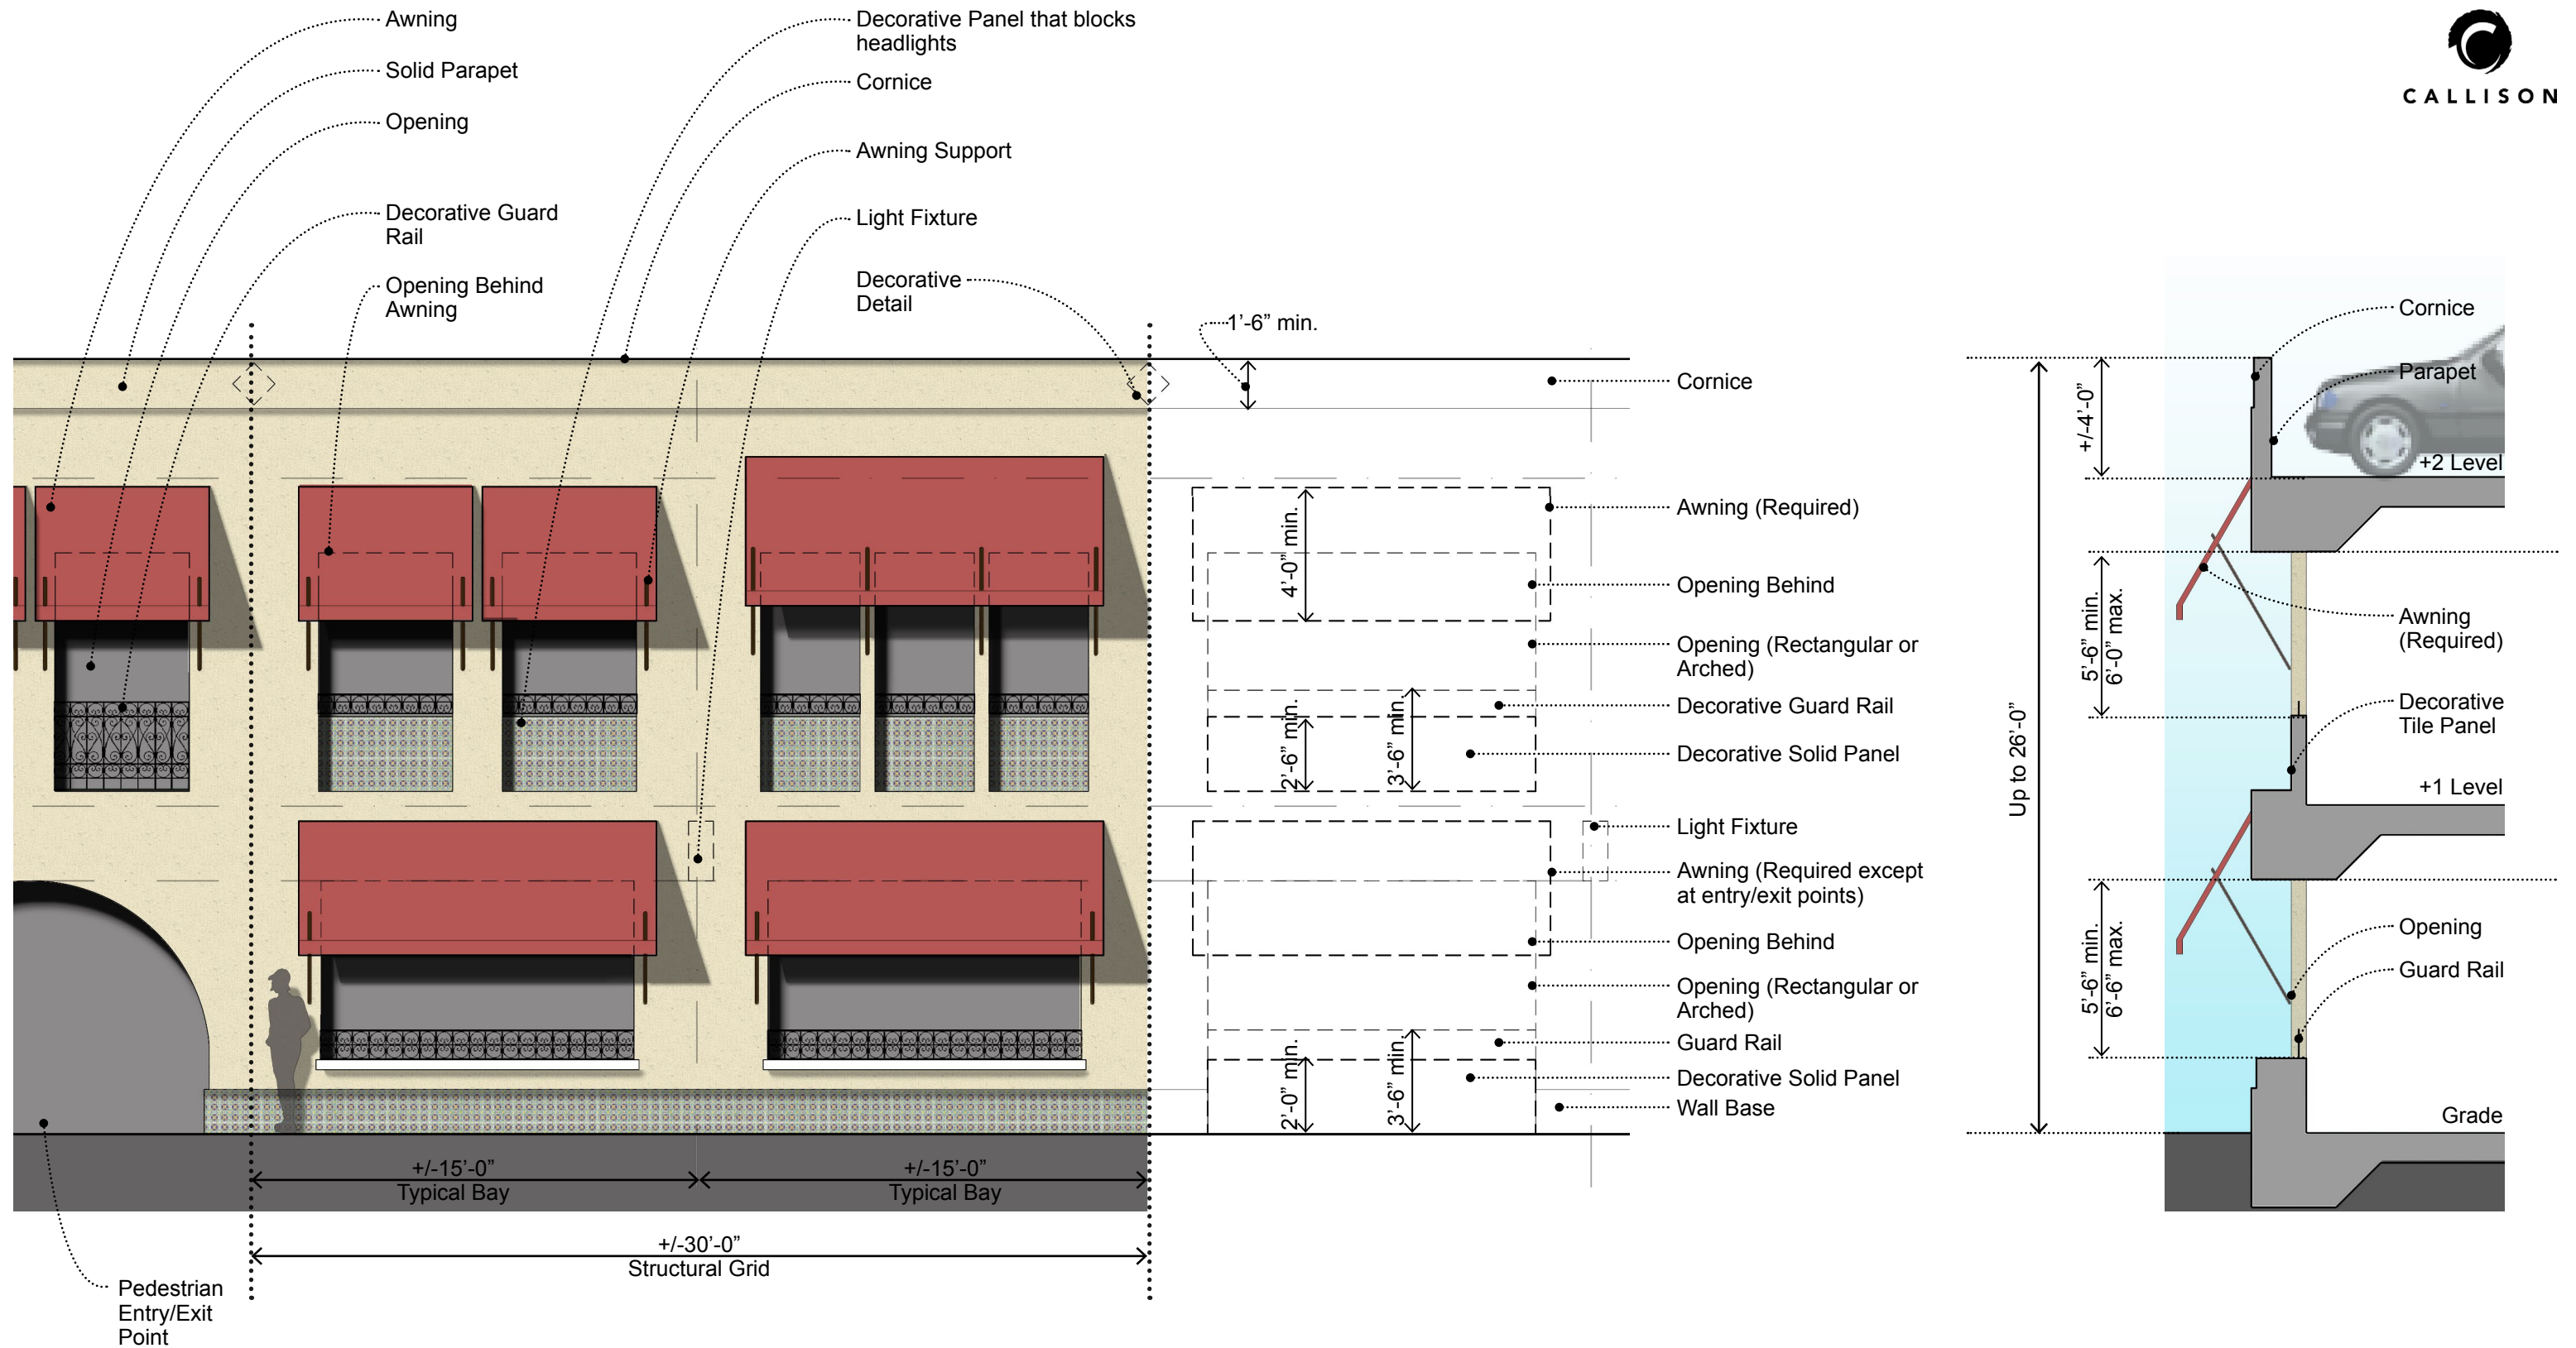 Awning
Solid Parapet
Opening
Decorative Guard
Rail
Opening Behind
Awning
Decorative Panel that blocks
headlights
Cornice
Awning Support
Light Fixture
Decorative
Detail
1’-6” min.
CALLISON
Cornice
Awning (Required)
4’-0” min.
Opening Behind
Opening (Rectangular or
Arched)
Decorative Guard Rail
2’-6” min.
3’-6” min.
Decorative Solid Panel
Light Fixture
Awning (Required except
at entry/exit points)
Opening Behind
Opening (Rectangular or
Arched)
Guard Rail
2’-0” min.
3’-6” min.
Decorative Solid Panel
Wall Base
+/-15’-0”
Typical Bay
+/-15’-0”
Typical Bay
+/-30’-0”
Structural Grid
Pedestrian
Entry/Exit
Point
Up to 26’-0”
+/-4’-0”
5’-6” min.
6’-0” max.
5’-6” min.
6’-6” max.
Cornice
Parapet
+2 Level
Awning
(Required)
Decorative
Tile Panel
+1 Level
Opening
Guard Rail
Grade